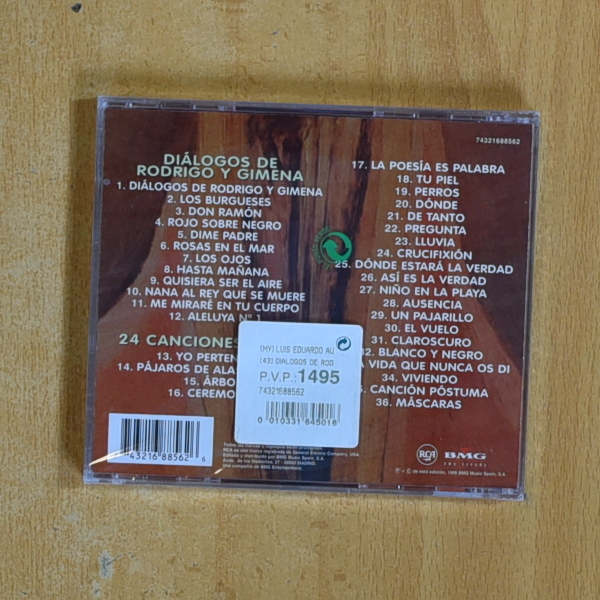 74321688562
DIÁLOGOS DE
RODRIGO Y GIMENA
1. DIÁLOGOS DE RODRIGO Y GIMENA
2. LOS BURGUESES
3. DON RAMÓN
4. ROJO SOBRE NEGRO
5. DIME PADRE
6. ROSAS EN EL MAR
7. LOS OJOS
8. HASTA MAÑANA
9. QUISIERA SER EL AIRE
10. NANA AL REY QUE SE MUERE
11. ME MIRARÉ EN TU CUERPO
12. ALELUYA Nº 1
24 CANCIONES
13. YO
14. PÁJAROS DE
15.
16.
17. LA POESÍA ES PALABRA
18. TU PIEL
19. PERROS
20. DÓNDE
21. DE TANTO
22. PREGUNTA
23. LLUVIA
24. CRUCIFIXIÓN
25. DÓNDE ESTARÁ LA VERDAD
26. ASÍ ES LA VERDAD
27. NIÑO EN LA PLAYA
28. AUSENCIA
29. UN PAJARILLO
30. EL VUELO
31. CLAROSCURO
32. BLANCO Y NEGRO
VIDA QUE NUNCA OS DI
34. VIVIENDO
35. CANCIÓN PÓSTUMA
36. MÁSCARAS
(MY) LUIS EDUARDO AU
(43) DIALOGOS DE ROD
P.V.P.: 1495
74321688562
0 010331 645016
43216 88562 6
RCA
BMG